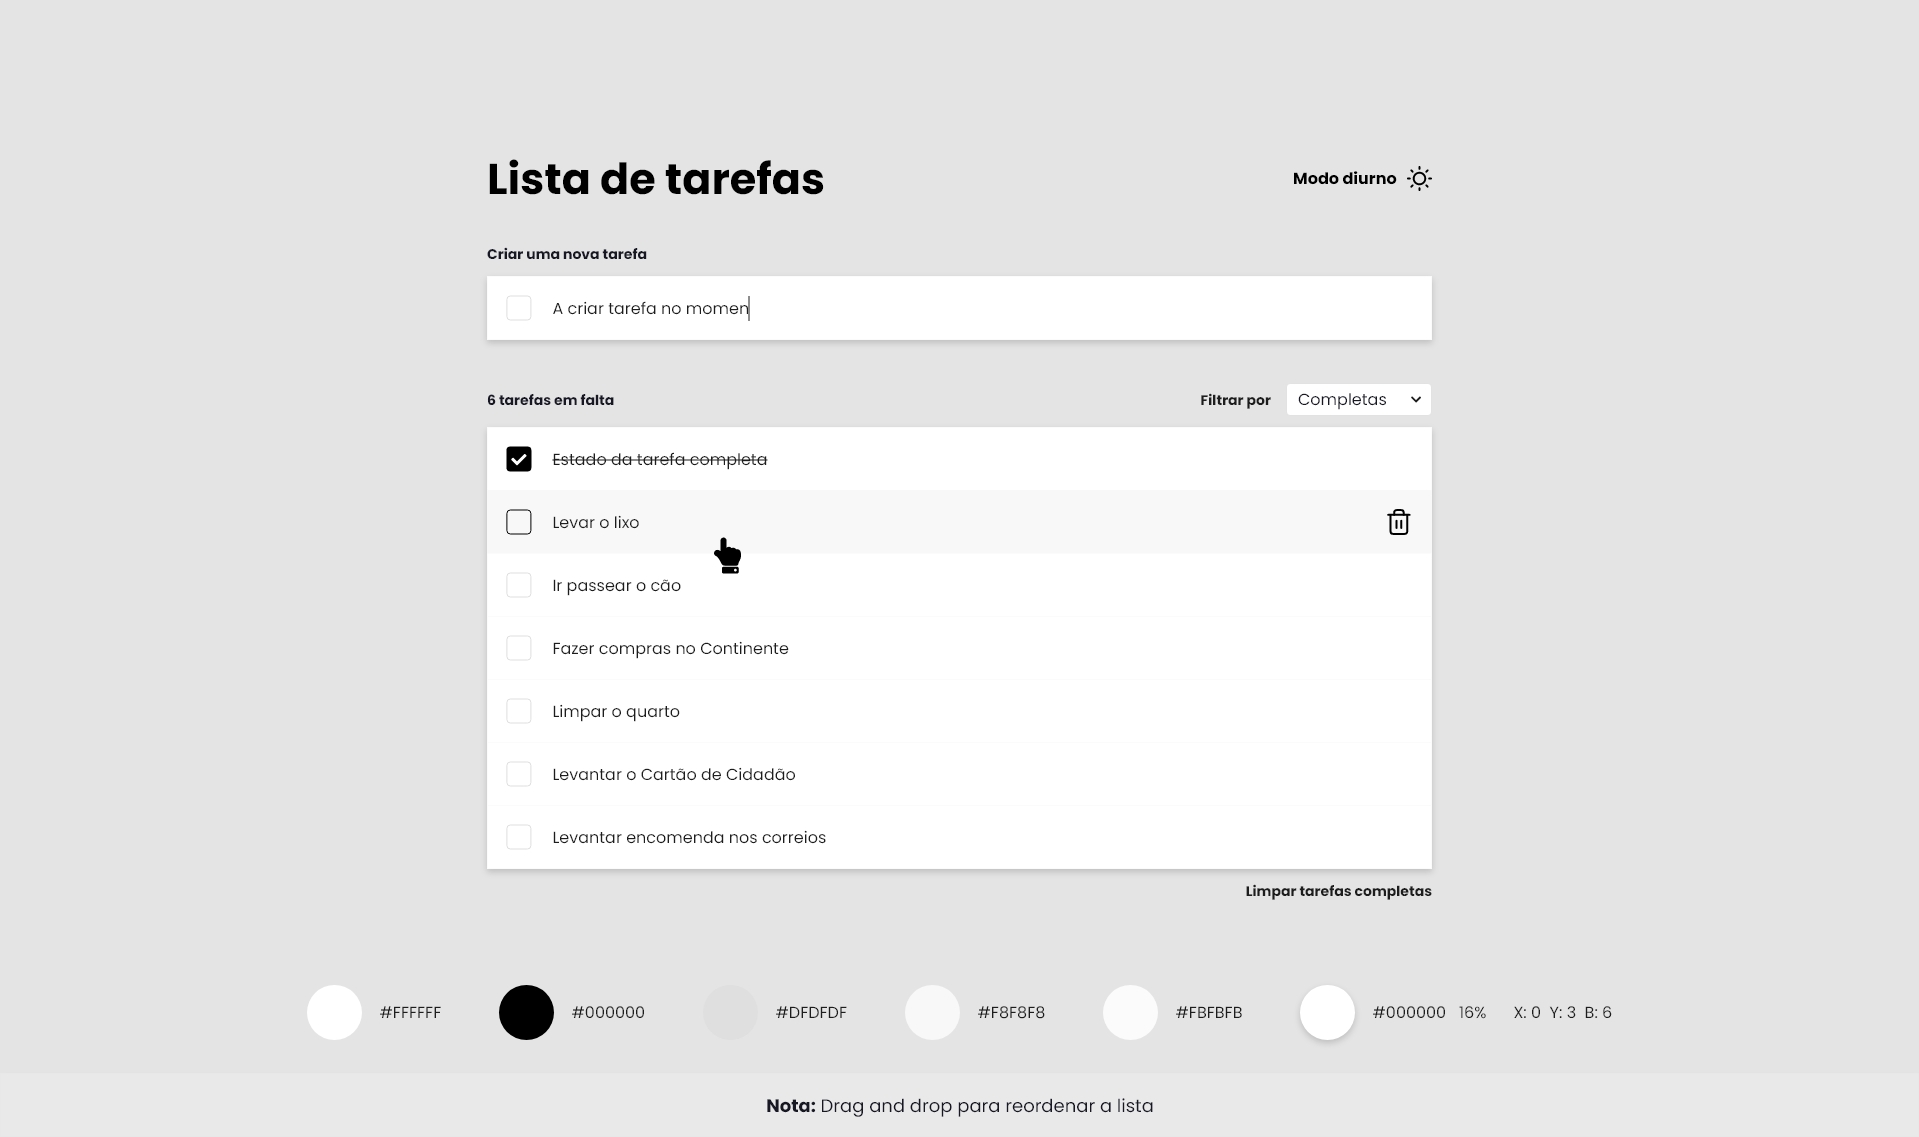 Lista de tarefas
Modo diurno
Criar uma nova tarefa
A criar tarefa no momen
6 tarefas em falta
Filtrar por
Completas
Estado da tarefa completa
Levar o lixo
Ir passear o cão
Fazer compras no Continente
Limpar o quarto
Levantar o Cartão de Cidadão
Levantar encomenda nos correios
Limpar tarefas completas
#FFFFFF
#000000
#DFDFDF
#F8F8F8
#FBFBFB
#000000 16% X: 0 Y: 3 B: 6
Nota: Drag and drop para reordenar a lista